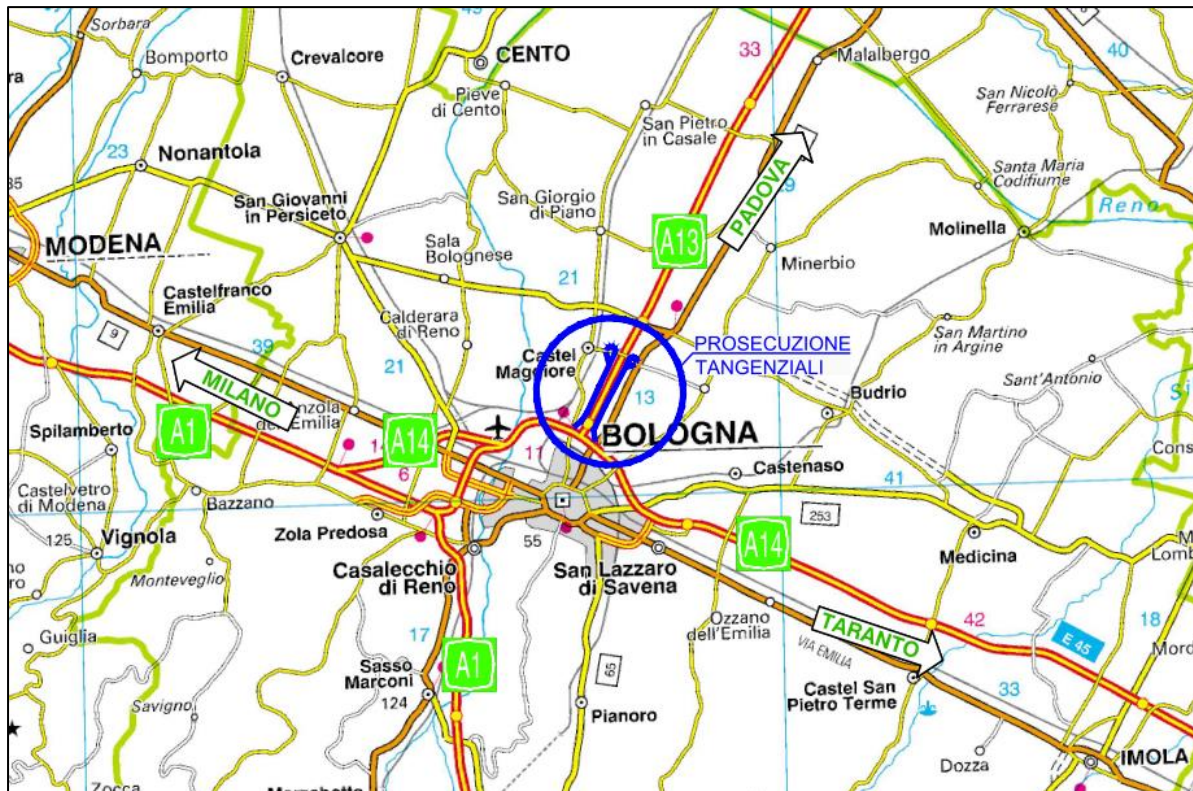 Sorbara
Bomporto
Crevalcore
CENTO
Pieve
di Cento
33
Malalbergo
40
San Nicolò
Ferrarese
San Pietro
in Casale
23
Nonantola
Santa Maria
Codifiume
San Giovanni
in Persiceto
San Giorgio
di Piano
PADOVA
Reno
MODENA
Sala
Bolognese
A13
Molinella
Minerbio
Castelfranco
Emilia
21
Calderara
di Reno
San Martino
in Argine
9
39
21
Castel
Maggiore
PROSECUZIONE
TANGENZIALI
Sant'Antonio
MILANO
13
Budrio
A1
A14
BOLOGNA
11
6
Spilamberto
Castenaso
Castelvetro
di Modena
Bazzano
41
253
125
Vignola
Zola Predosa
55
A14
Medicina
Monteveglio
Casalecchio
di Reno
San Lazzaro
di Savena
Guiglia
17
Ozzano
dell'Emilia
TARANTO
42
18
E 45
VIA EMILIA
A1
Sasso
Marconi
65
Castel San
Pietro Terme
33
124
Savigno
Pianoro
Dozza
IMOLA
Zocca